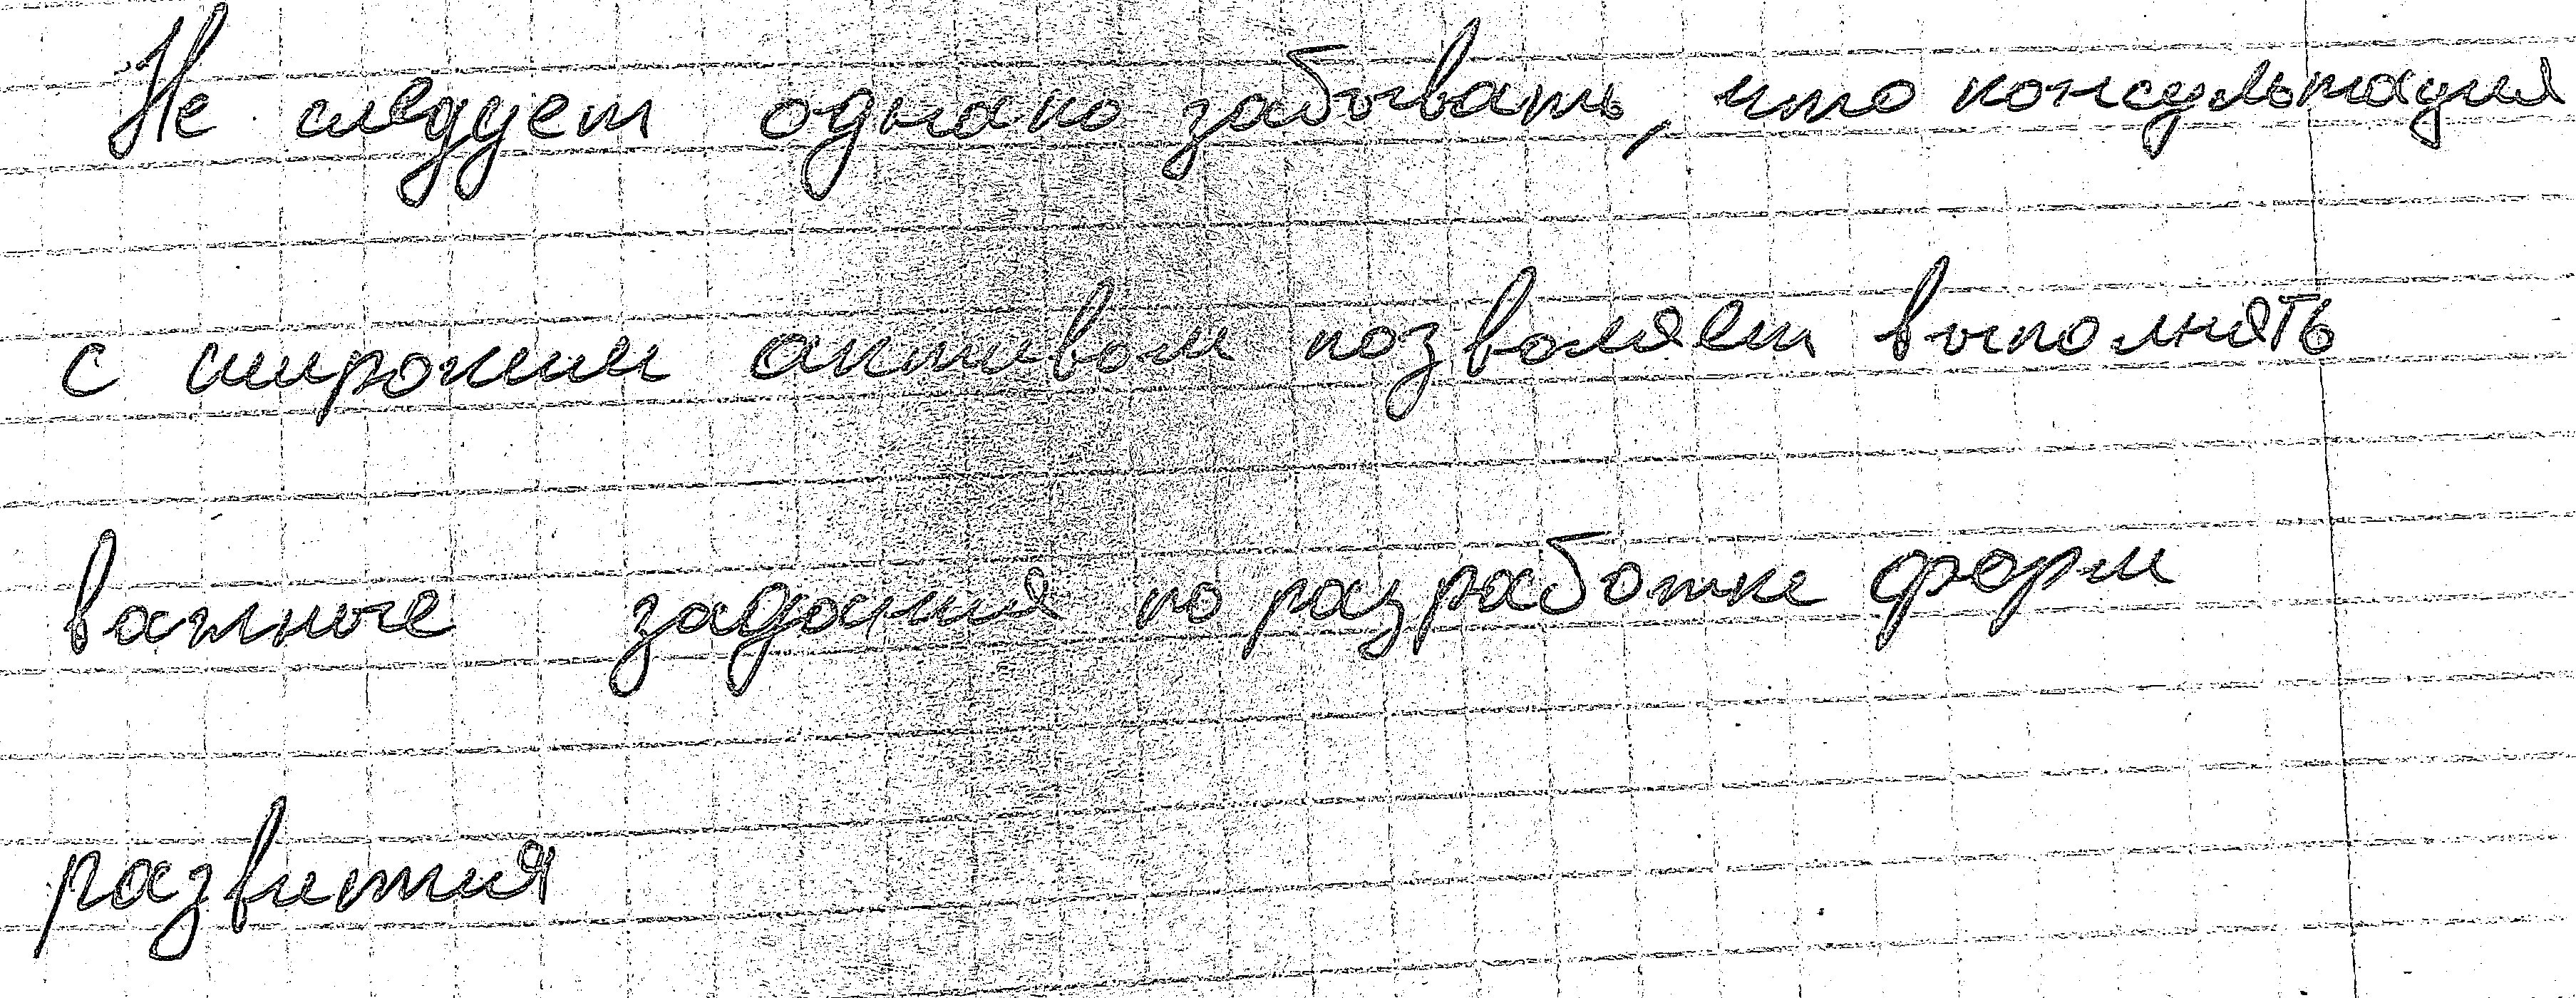 Не следует однако забывать, что консультация
с широким активом позволяет выполнять
важные задания по разработке форм
развития